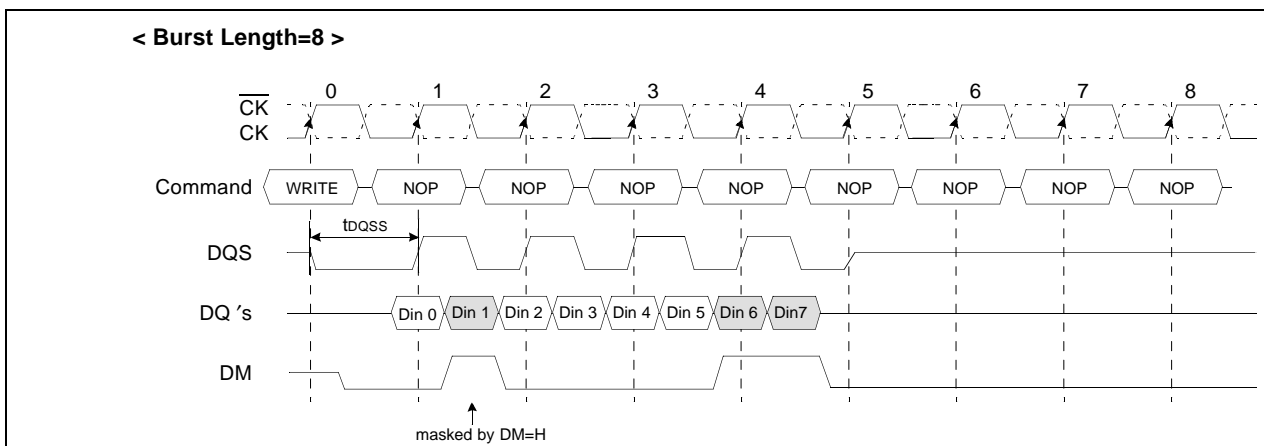 < Burst Length=8 >
0 1 2 3 4 5 6 7 8
CK
CK
Command WRITE NOP NOP NOP NOP NOP NOP NOP NOP
tDQSS
DQS
DQ ′s Din 0 Din 1 Din 2 Din 3 Din 4 Din 5 Din 6 Din7
DM
masked by DM=H